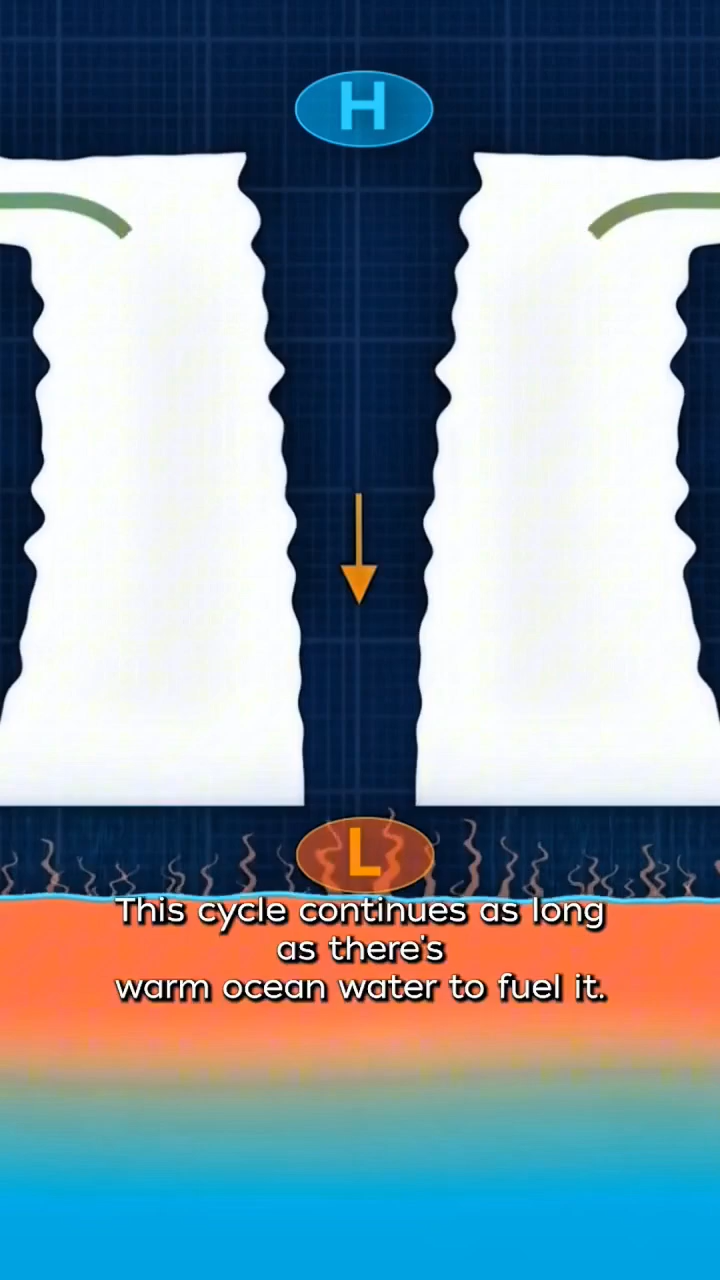 H
L
This cycle continues as long
as there's
warm ocean water to fuel it.